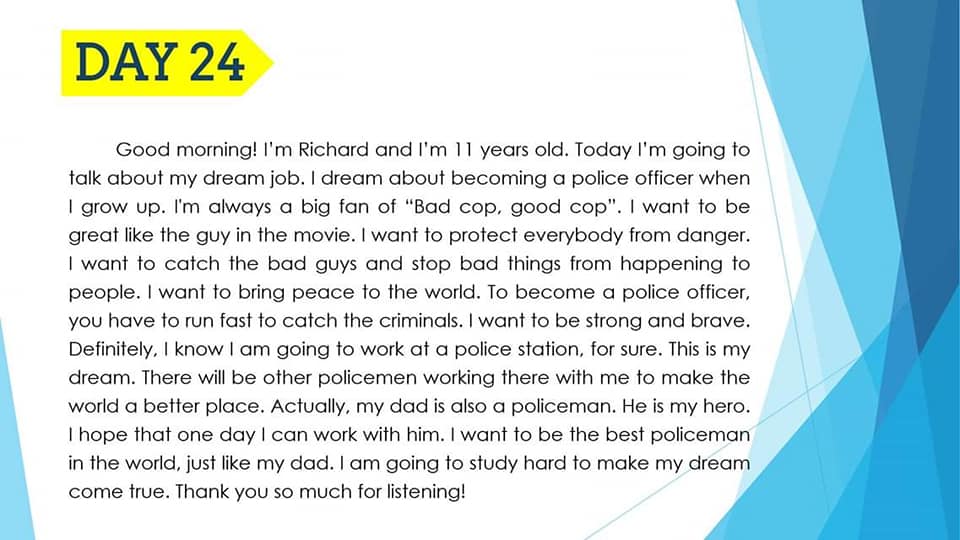 DAY 24
Good morning! I'm Richard and I'm 11 years old. Today I'm going to
talk about my dream job. I dream about becoming a police officer when
I grow up. I'm always a big fan of “Bad cop, good cop”. I want to be
great like the guy in the movie. I want to protect everybody from danger.
I want to catch the bad guys and stop bad things from happening to
people. I want to bring peace to the world. To become a police officer,
you have to run fast to catch the criminals. I want to be strong and brave.
Definitely, I know I am going to work at a police station, for sure. This is my
dream. There will be other policemen working there with me to make the
world a better place. Actually, my dad is also a policeman. He is my hero.
I hope that one day I can work with him. I want to be the best policeman
in the world, just like my dad. I am going to study hard to make my dream
come true. Thank you so much for listening!